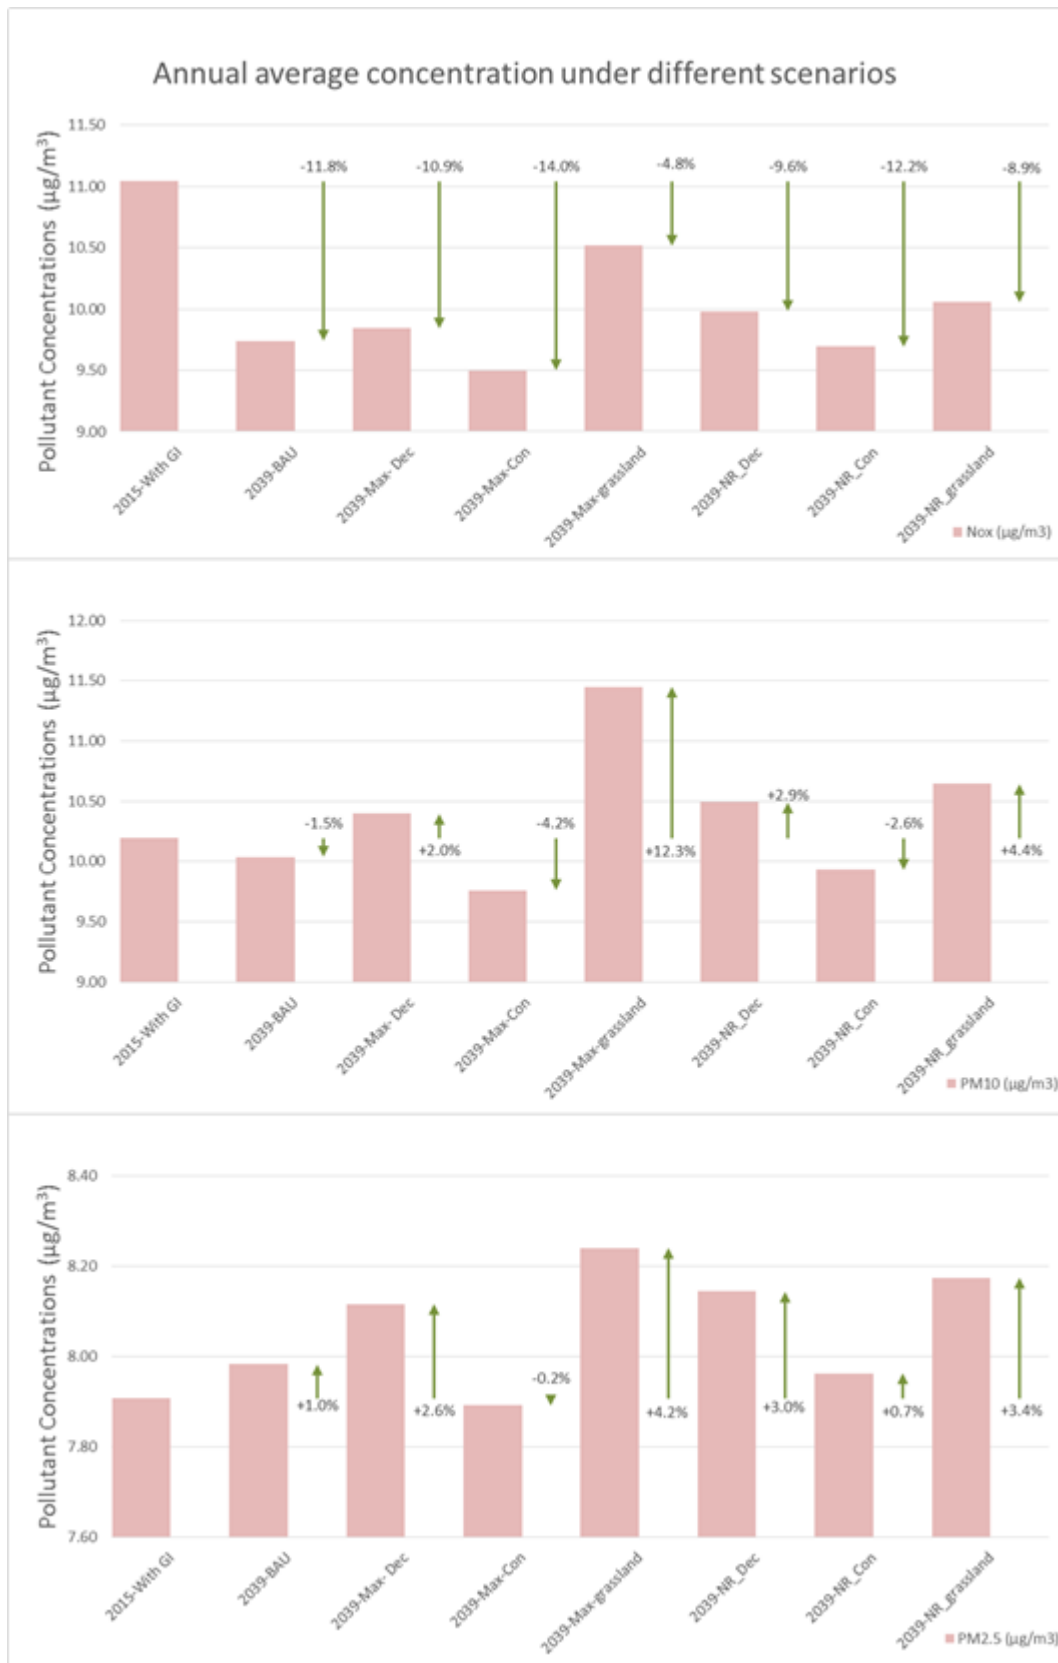 Annual average concentration under different scenarios
Pollutant Concentrations (µg/m³)
11.50
11.00
10.50
10.00
9.50
9.00
-11.8%
-10.9%
-14.0%
-4.8%
-9.6%
-12.2%
-8.9%
2015-With GI
2039-BAU
2039-Max- Dec
2039-Max-Con
2039-Max-grassland
2039-NR_Dec
2039-NR_Con
2039-NR_grassland
Nox (µg/m3)
Pollutant Concentrations (µg/m³)
12.00
11.50
11.00
10.50
10.00
9.50
9.00
-1.5%
+2.0%
-4.2%
+12.3%
+2.9%
-2.6%
+4.4%
2015-With GI
2039-BAU
2039-Max- Dec
2039-Max-Con
2039-Max-grassland
2039-NR_Dec
2039-NR_Con
2039-NR_grassland
PM10 (µg/m3)
Pollutant Concentrations (µg/m³)
8.40
8.20
8.00
7.80
7.60
+1.0%
+2.6%
-0.2%
+4.2%
+3.0%
+0.7%
+3.4%
2015-With GI
2039-BAU
2039-Max- Dec
2039-Max-Con
2039-Max-grassland
2039-NR_Dec
2039-NR_Con
2039-NR_grassland
PM2.5 (µg/m3)